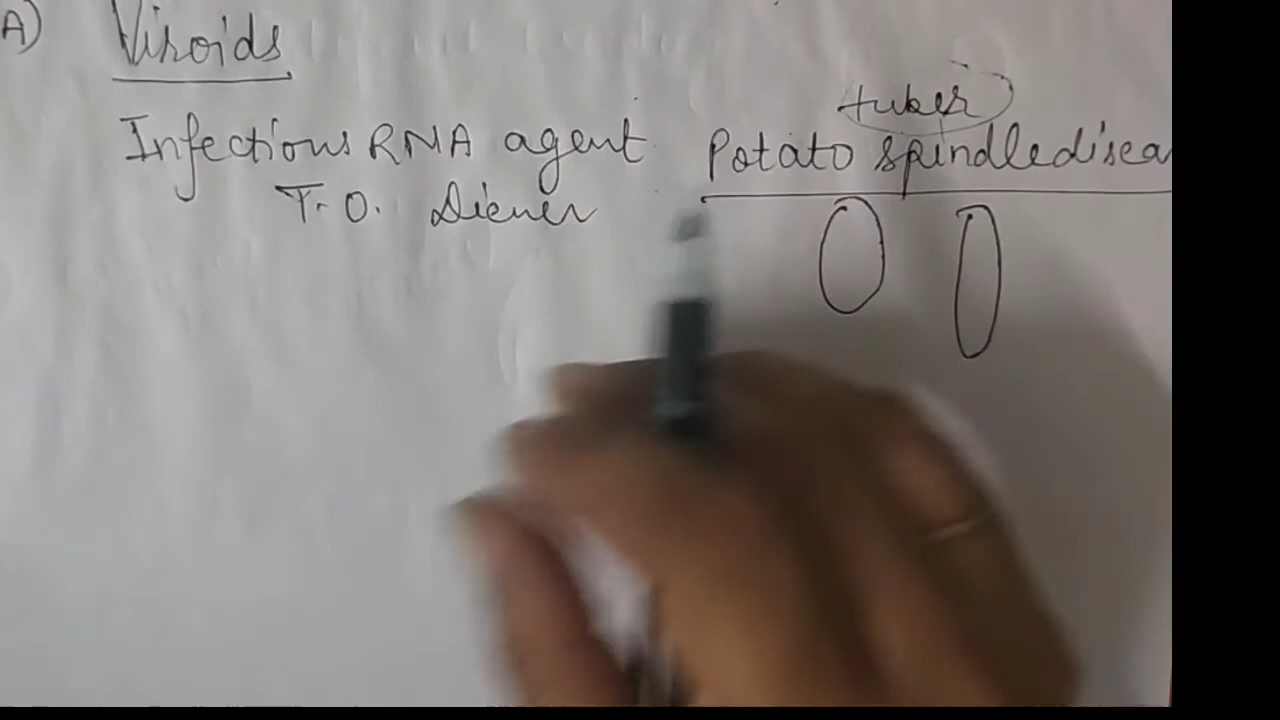 A) Viroids
tuber
Infectious RNA agent Potato spindle disea
T. O. Diener